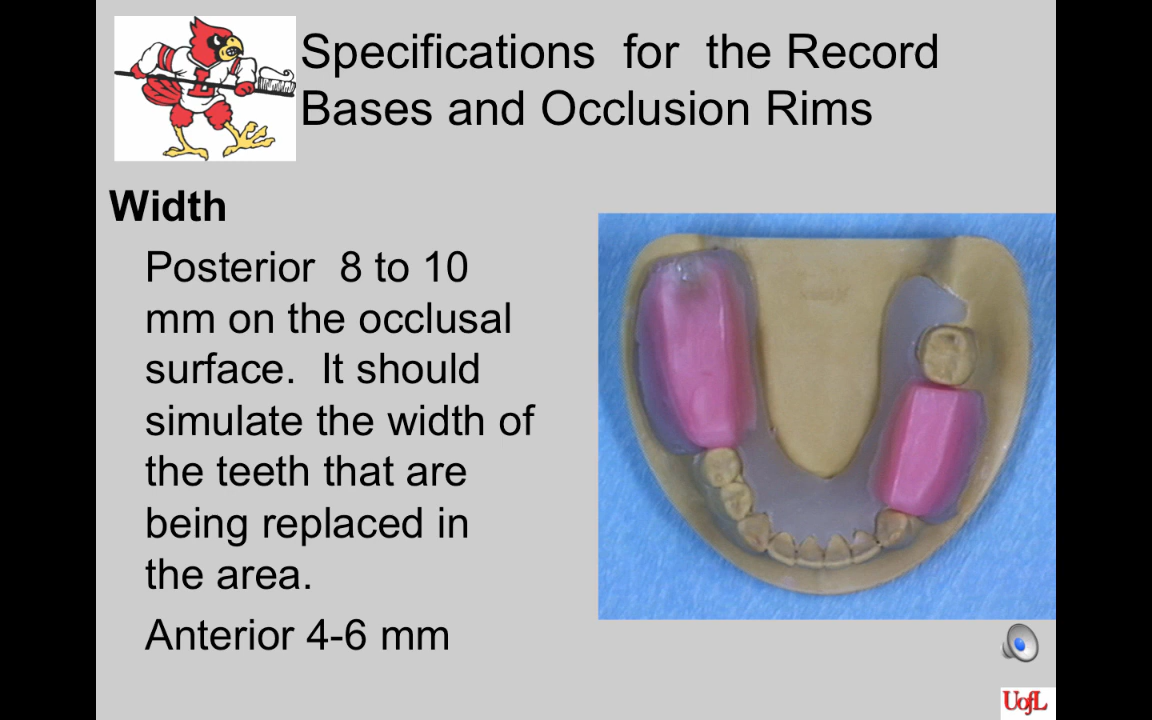 Specifications for the Record
Bases and Occlusion Rims
Width
Posterior 8 to 10
mm on the occlusal
surface. It should
simulate the width of
the teeth that are
being replaced in
the area.
Anterior 4-6 mm
UofL